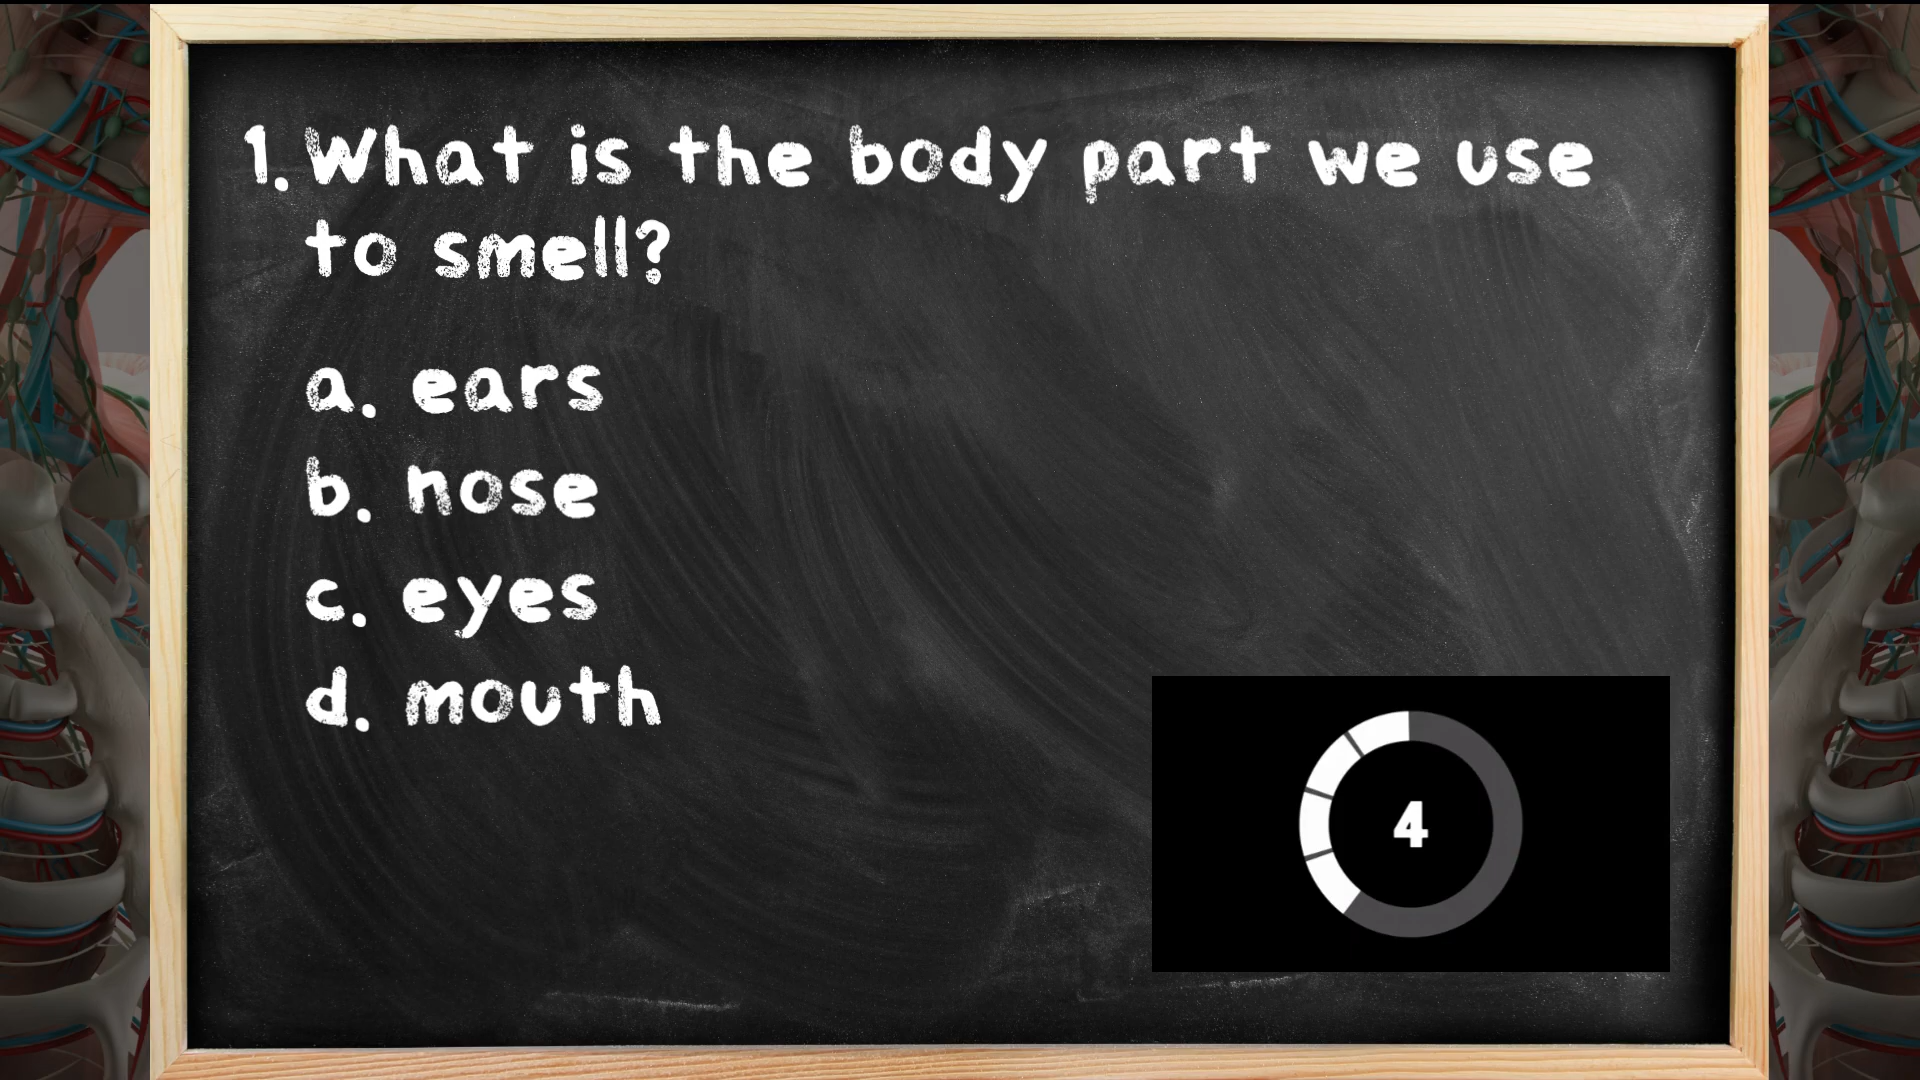 1. What is the body part we use
to smell?
a. ears
b. nose
c. eyes
d. mouth
4